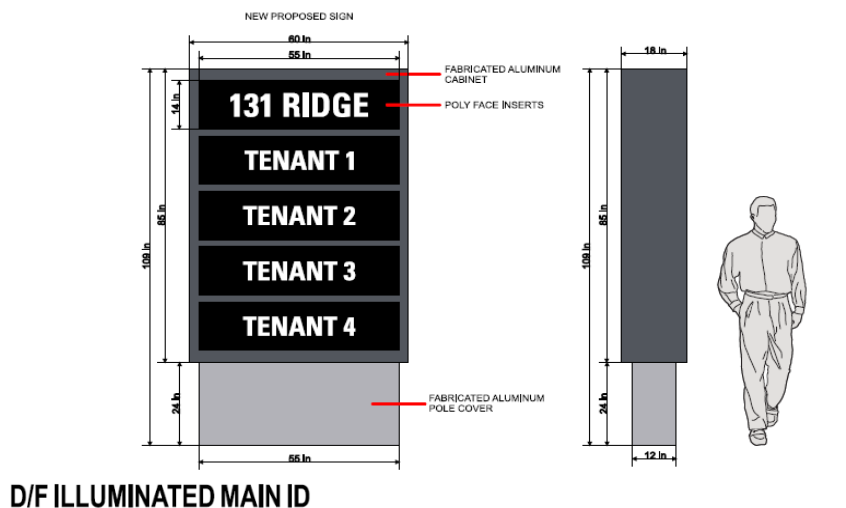 NEW PROPOSED SIGN
60 in
55 in
18 in
FABRICATED ALUMINUM
CABINET
14 in
131 RIDGE
POLY FACE INSERTS
TENANT 1
TENANT 2
85 in
85 in
109 in
109 in
TENANT 3
TENANT 4
24 in
FABRICATED ALUMINUM
POLE COVER
24 in
55 in
12 in
D/F ILLUMINATED MAIN ID